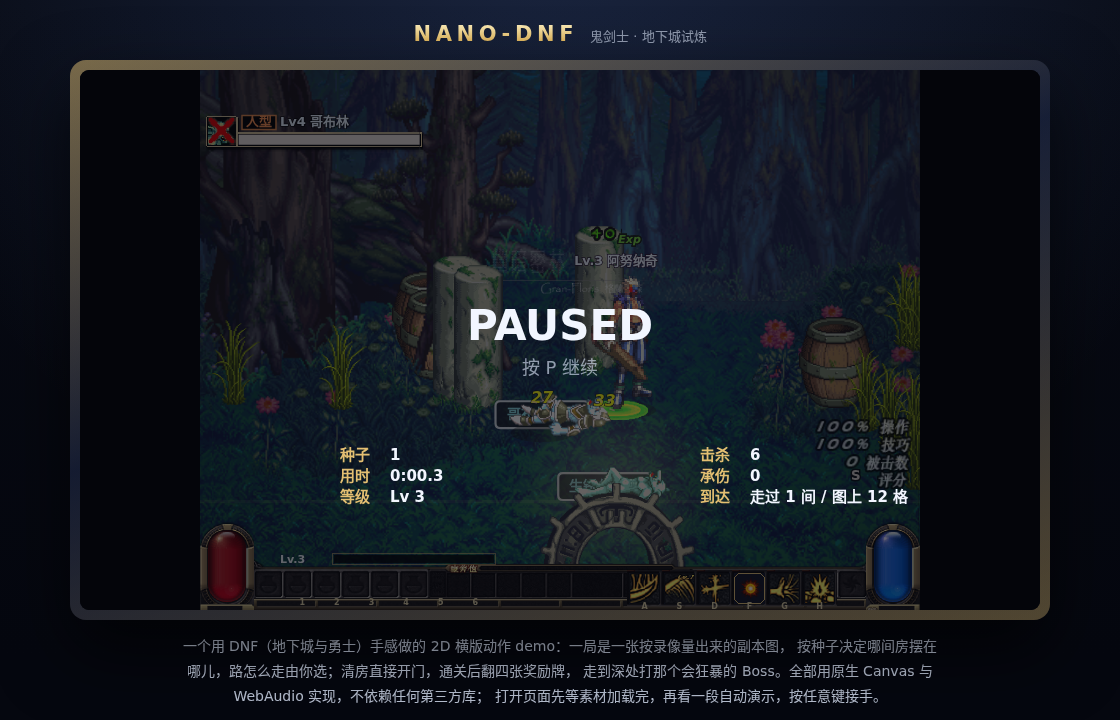 NANO-DNF 鬼剑士 · 地下城试炼
人型 Lv4 哥布林
+0 Exp
Lv.3 阿努纳奇
PAUSED
按 P 继续
27 33
哥
100% 操作
100% 技巧
0 被击数
S 评分
种子 1
用时 0:00.3
等级 Lv 3
击杀 6
承伤 0
到达 走过 1 间 / 图上 12 格
Lv.3
1 2 3 4 5 6
A S D F G H
一个用 DNF（地下城与勇士）手感做的 2D 横版动作 demo：一局是一张按录像量出来的副本图， 按种子决定哪间房摆在
哪儿，路怎么走由你选；清房直接开门，通关后翻四张奖励牌， 走到深处打那个会狂暴的 Boss。全部用原生 Canvas 与
WebAudio 实现，不依赖任何第三方库； 打开页面先等素材加载完，再看一段自动演示，按任意键接手。